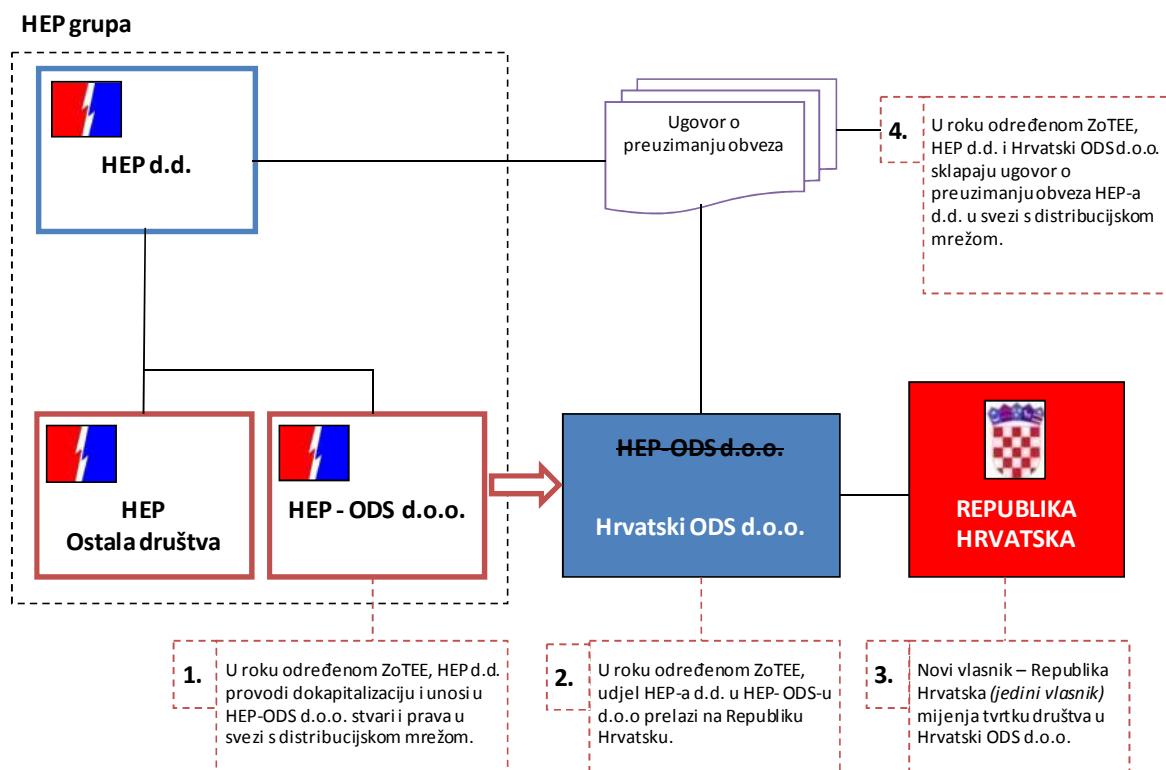 HEP grupa
HEP d.d.
Ugovor o
preuzimanju obveza
4.
U roku određenom ZoTEE,
HEP d.d. i Hrvatski ODS d.o.o.
sklapaju ugovor o
preuzimanju obveza HEP-a
d.d. u svezi s distribucijskom
mrežom.
HEP
Ostala društva
HEP - ODS d.o.o.
HEP-ODS d.o.o.
Hrvatski ODS d.o.o.
REPUBLIKA
HRVATSKA
1.
U roku određenom ZoTEE, HEP d.d.
provodi dokapitalizaciju i unosi u
HEP-ODS d.o.o. stvari i prava u
svezi s distribucijskom mrežom.
2.
U roku određenom ZoTEE,
udjel HEP-a d.d. u HEP- ODS-u
d.o.o prelazi na Republiku
Hrvatsku.
3.
Novi vlasnik – Republika
Hrvatska (jedini vlasnik)
mijenja tvrtku društva u
Hrvatski ODS d.o.o.